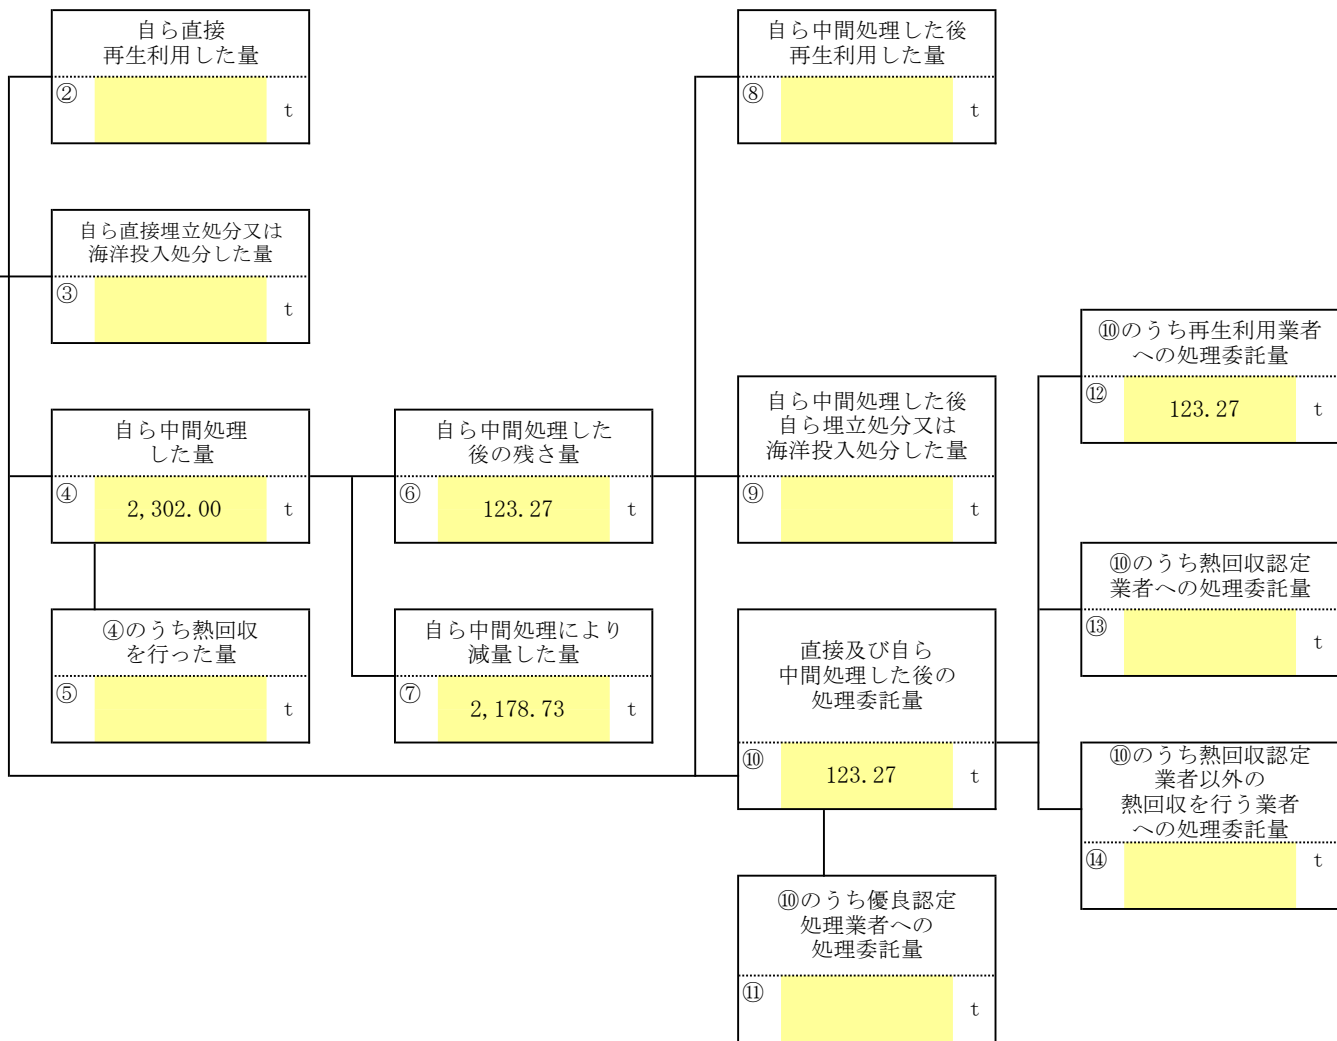 自ら直接
再生利用した量
②
t
自ら中間処理した後
再生利用した量
⑧
t
自ら直接埋立処分又は
海洋投入処分した量
③
t
⑩のうち再生利用業者
への処理委託量
⑫
123.27 t
自ら中間処理
した量
④
2,302.00 t
自ら中間処理した
後の残さ量
⑥
123.27 t
自ら中間処理した後
自ら埋立処分又は
海洋投入処分した量
⑨
t
⑩のうち熱回収認定
業者への処理委託量
⑬
t
④のうち熱回収
を行った量
⑤
t
自ら中間処理により
減量した量
⑦
2,178.73 t
直接及び自ら
中間処理した後の
処理委託量
⑩
123.27 t
⑩のうち熱回収認定
業者以外の
熱回収を行う業者
への処理委託量
⑭
t
⑩のうち優良認定
処理業者への
処理委託量
⑪
t